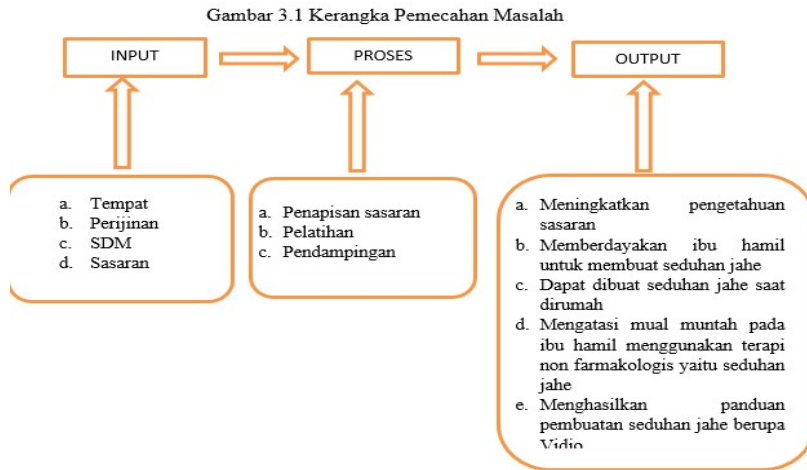 Gambar 3.1 Kerangka Pemecahan Masalah
INPUT
PROSES
OUTPUT
a. Tempat
b. Perijinan
c. SDM
d. Sasaran
a. Penapisan sasaran
b. Pelatihan
c. Pendampingan
a. Meningkatkan pengetahuan
sasaran
b. Memberdayakan ibu hamil
untuk membuat seduhan jahe
c. Dapat dibuat seduhan jahe saat
dirumah
d. Mengatasi mual muntah pada
ibu hamil menggunakan terapi
non farmakologis yaitu seduhan
jahe
e. Menghasilkan panduan
pembuatan seduhan jahe berupa
Vidio